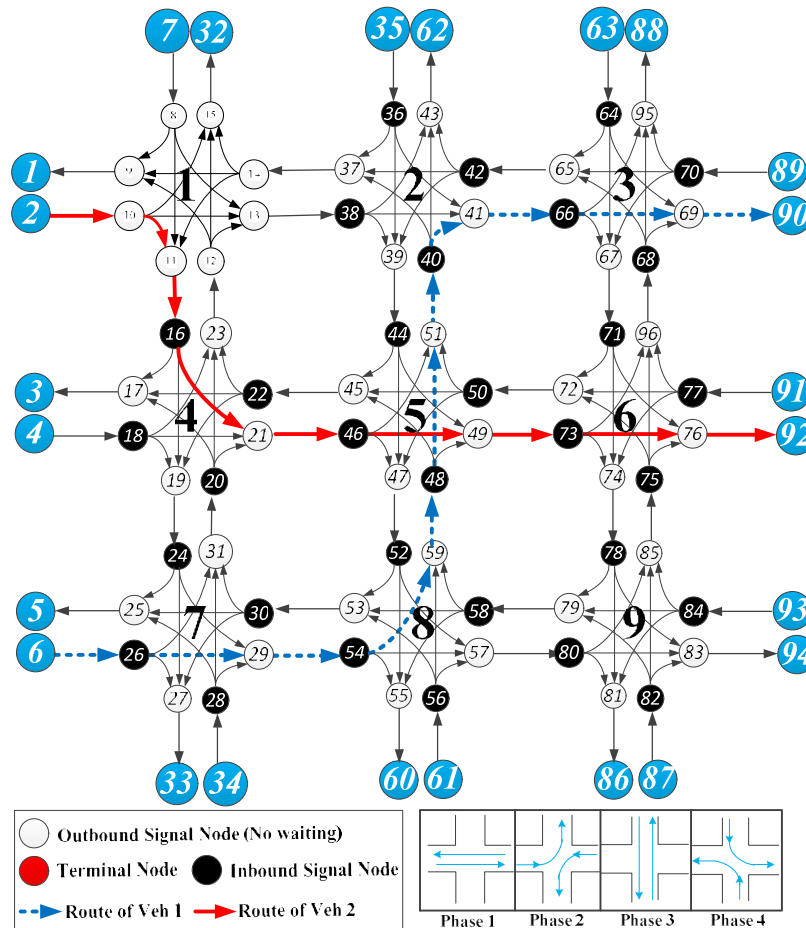 7 32 35 62 63 88
8 15 36 43 64 95
1 9 14 37 42 65 70 89
1 2 3
2 10 13 38 41 66 69 90
11 12 39 40 67 68
16 23 44 51 71 96
3 17 22 45 50 72 77 91
4 5 6
4 18 21 46 49 73 76 92
19 20 47 48 74 75
24 31 52 59 78 85
5 25 30 53 58 79 84 93
7 8 9
6 26 29 54 57 80 83 94
27 28 55 56 81 82
33 34 60 61 86 87
Outbound Signal Node (No waiting)
Terminal Node Inbound Signal Node
Route of Veh 1 Route of Veh 2
Phase 1 Phase 2 Phase 3 Phase 4